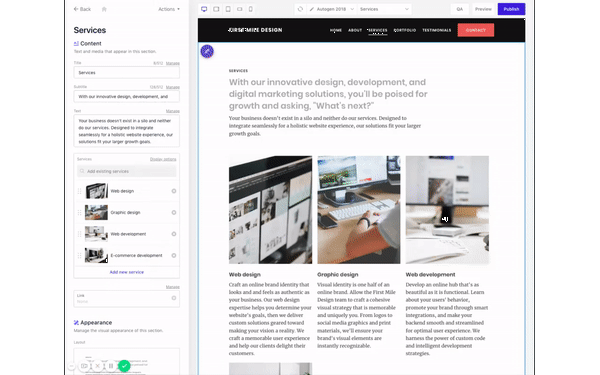 Back
Actions
Autogen 2018
Services
QA
Preview
Publish
Services
Content
Text and media that appear in this section.
Title
Manage
Services
Subtitle
Manage
With our innovative design, development, and
Text
Manage
Your business doesn't exist in a silo and neither
do our services. Designed to integrate
seamlessly for a holistic website experience, our
solutions fit your larger growth goals.
Services
Design options
Add existing services
Web design
Graphic design
Web development
E-commerce development
Add new service
Manage
Link
None
Appearance
Manage the visual appearance of this section.
Layout
FIRST MILE DESIGN
HOME
ABOUT
SERVICES
PORTFOLIO
TESTIMONIALS
CONTACT
SERVICES
With our innovative design, development, and
digital marketing solutions, you'll be poised for
growth and asking, "What's next?"
Your business doesn't exist in a silo and neither do our services. Designed to
integrate seamlessly for a holistic website experience, our solutions fit your larger
growth goals.
Web design
Craft an online brand identity that
looks and and feels as authentic as
your business. Our web design
expertise helps you determine your
website's goals, then we deliver
custom solutions geared toward
making your vision a reality. We
craft a memorable user experience
and help our clients delight their
customers.
Graphic design
Visual identity is one half of an
online brand. Allow the First Mile
Design team to craft a cohesive
visual strategy that is memorable
and uniquely you. From logos to
social media graphics and print
materials, we'll ensure your
brand's visual elements are
instantly recognizable.
Web development
Develop an online hub that's as
beautiful as it is functional. Learn
about your users' behavior,
promote your brand through smart
integrations, and make your
backend smooth and streamlined
for optimal user experience. We
harness the power of custom code
and intelligent development
strategies.